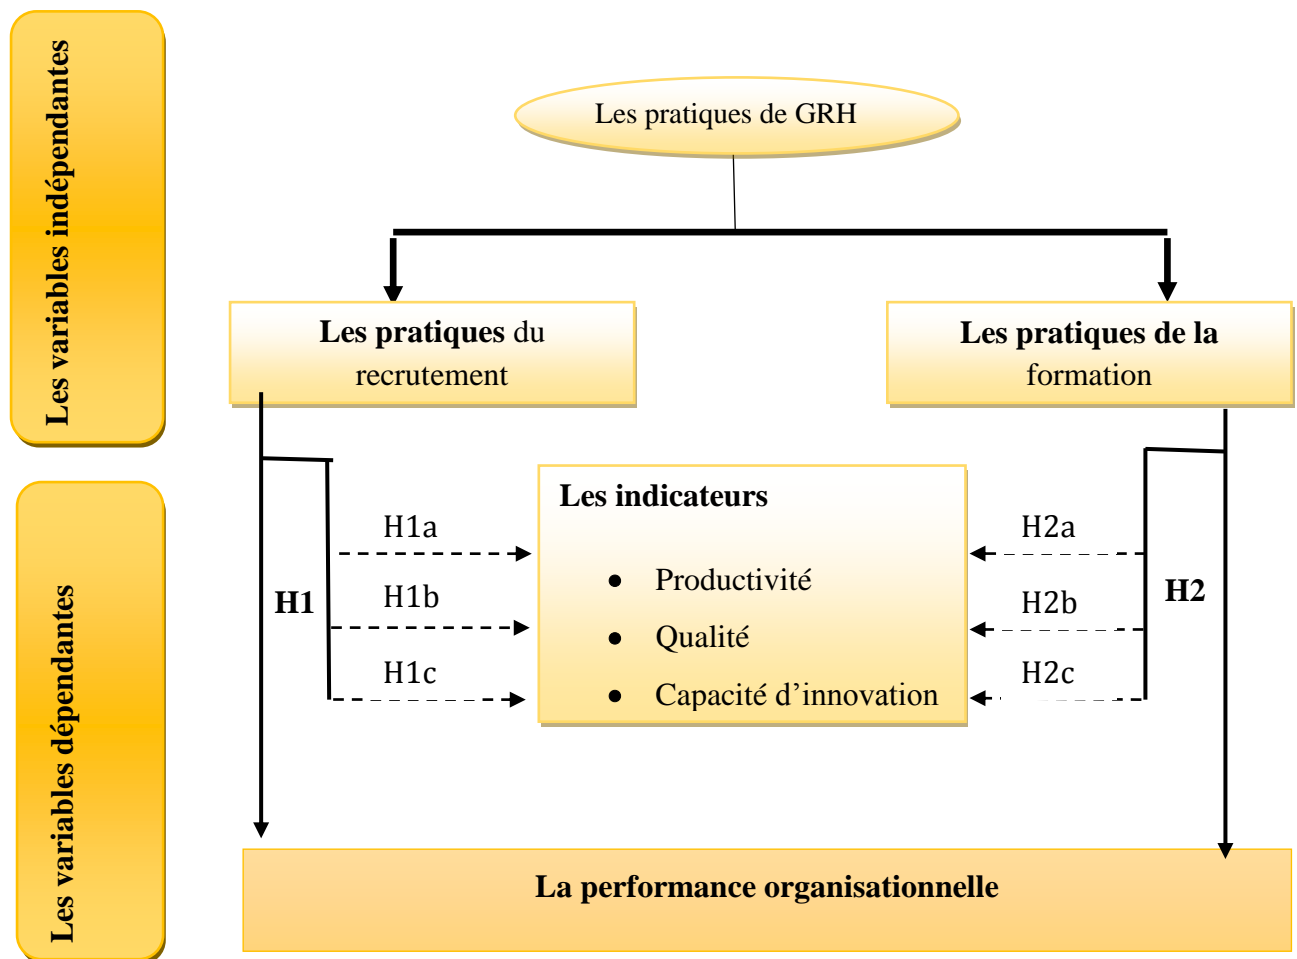 Les variables indépendantes
Les pratiques de GRH
Les pratiques du
recrutement
Les pratiques de la
formation
Les variables dépendantes
H1
H1a
H1b
H1c
Les indicateurs
● Productivité
● Qualité
● Capacité d’innovation
H2a
H2b
H2c
H2
La performance organisationnelle